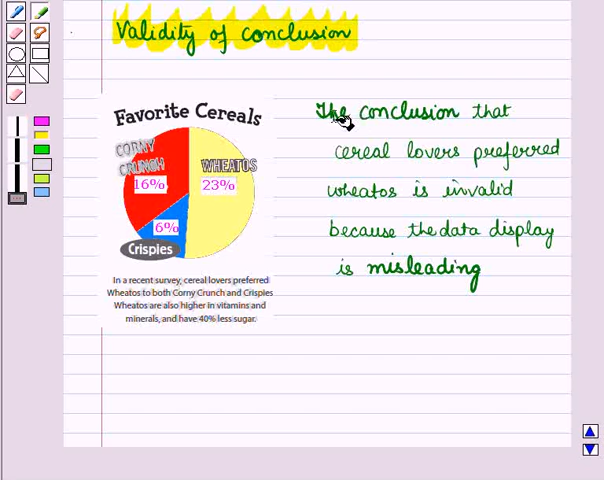 Validity of conclusion
Favorite Cereals
CORNY
CRUNCH
16%
WHEATOS
23%
6%
Crispies
In a recent survey, cereal lovers preferred
Wheatos to both Corny Crunch and Crispies
Wheatos are also higher in vitamins and
minerals, and have 40% less sugar.
The conclusion that
cereal lovers preferred
wheatos is invalid
because the data display
is misleading